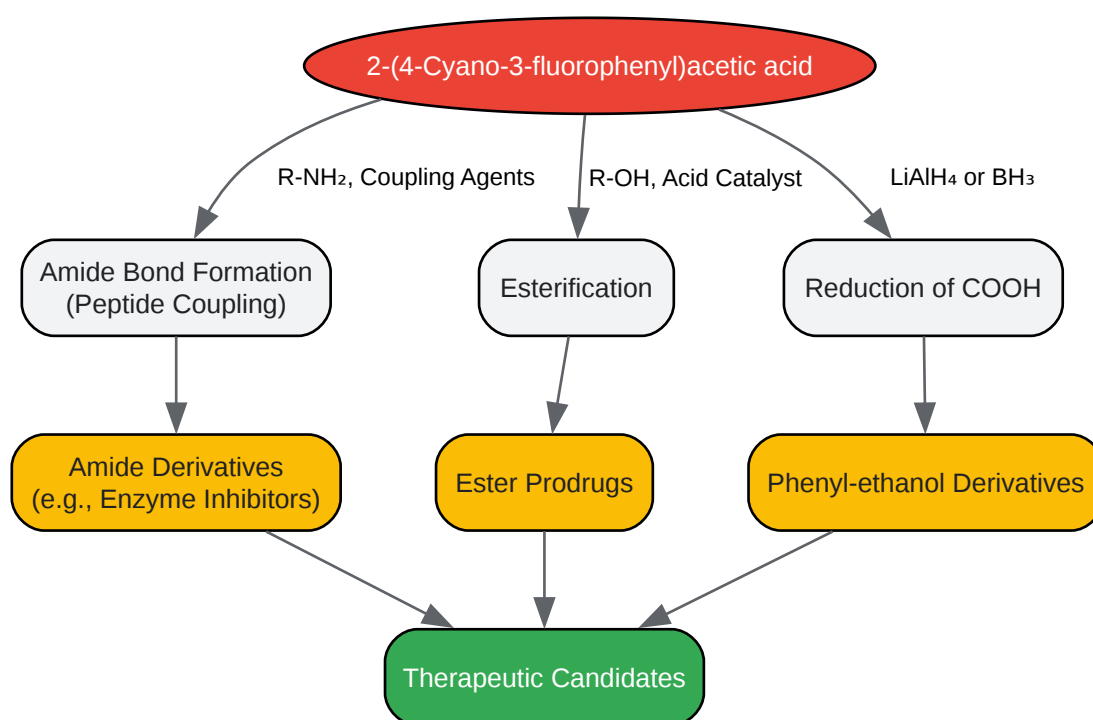 2-(4-Cyano-3-fluorophenyl)acetic acid
R-NH₂, Coupling Agents
R-OH, Acid Catalyst
LiAlH₄ or BH₃
Amide Bond Formation
(Peptide Coupling)
Esterification
Reduction of COOH
Amide Derivatives
(e.g., Enzyme Inhibitors)
Ester Prodrugs
Phenyl-ethanol Derivatives
Therapeutic Candidates